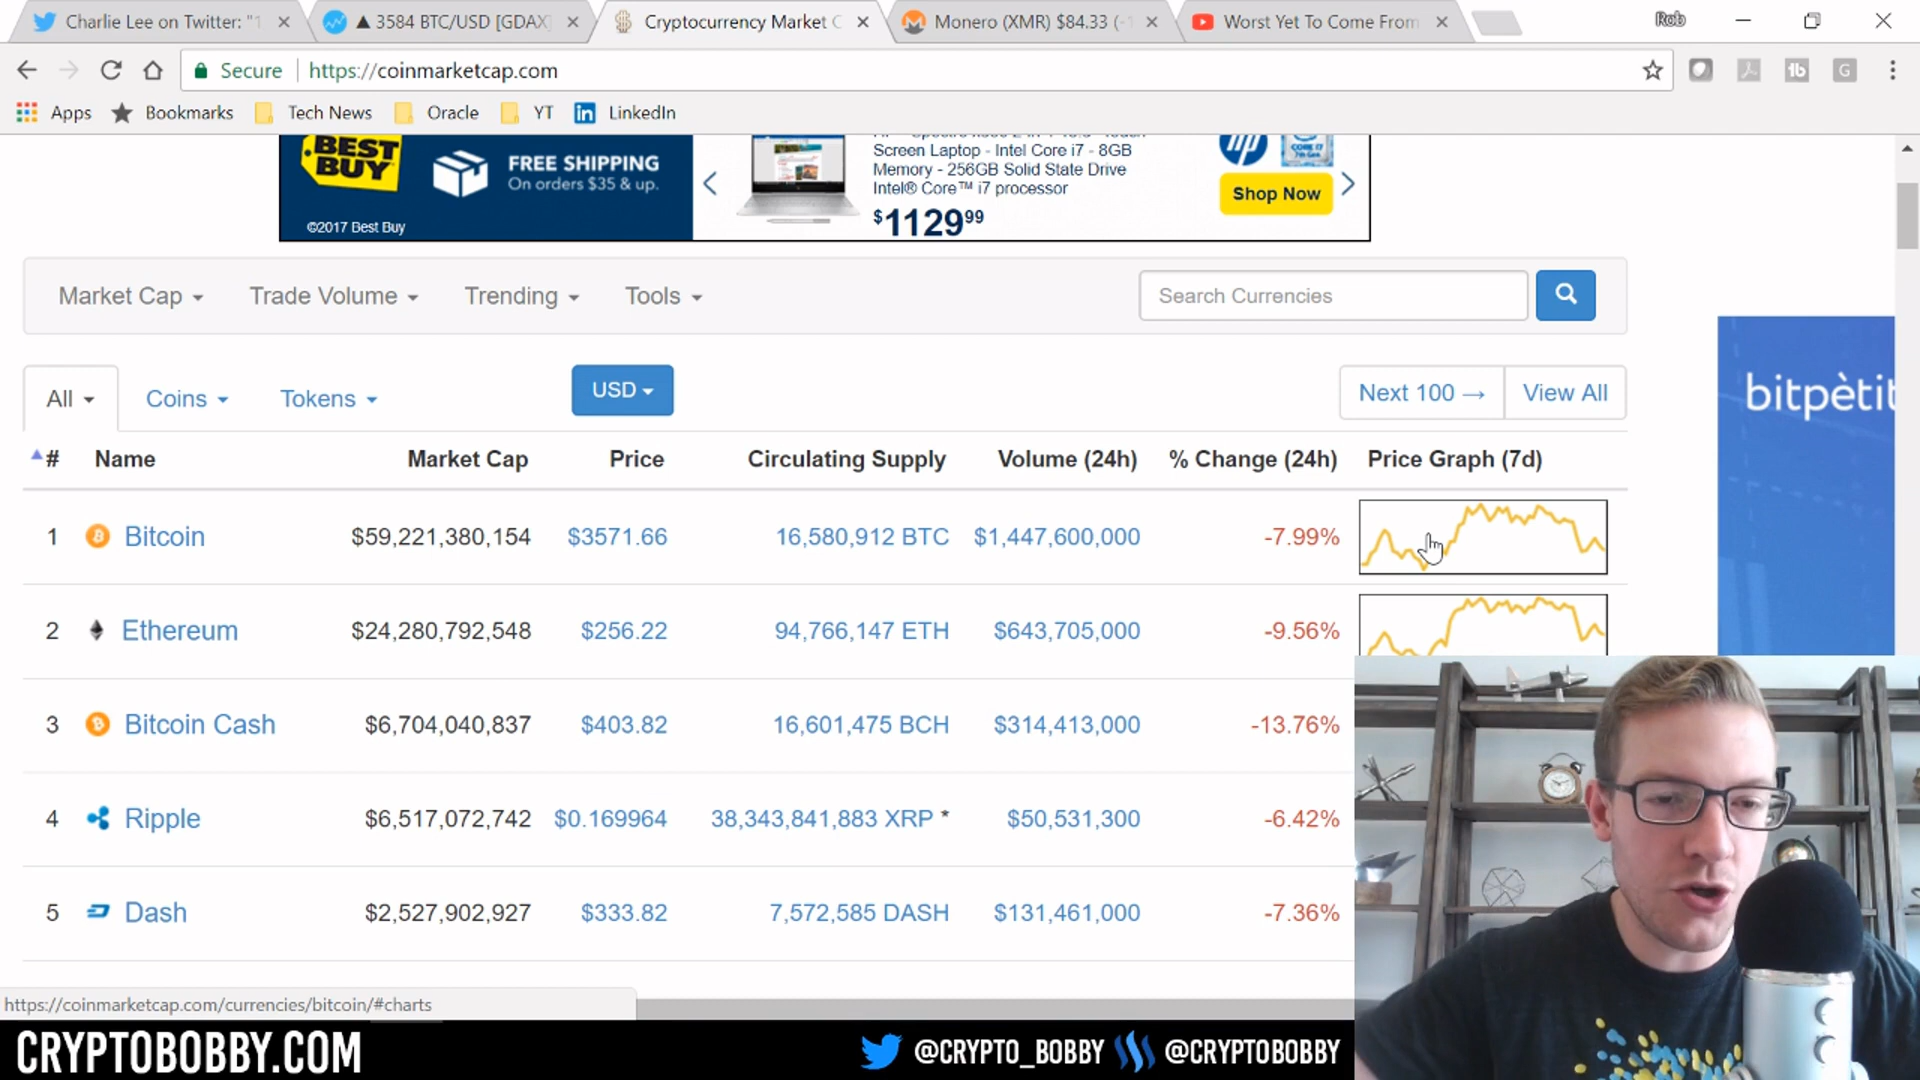 Charlie Lee on Twitter: "1
▲ 3584 BTC/USD [GDAX]
Cryptocurrency Market C
Monero (XMR) $84.33 (-1
Worst Yet To Come From
Rob
Secure https://coinmarketcap.com
Apps Bookmarks Tech News Oracle YT LinkedIn
BEST BUY
FREE SHIPPING
On orders $35 & up.
©2017 Best Buy
Screen Laptop - Intel Core i7 - 8GB
Memory - 256GB Solid State Drive
Intel® Core™ i7 processor
$1129 99
hp
Shop Now
Market Cap Trade Volume Trending Tools Search Currencies
All Coins Tokens USD Next 100 → View All
# Name Market Cap Price Circulating Supply Volume (24h) % Change (24h) Price Graph (7d)
1 Bitcoin $59,221,380,154 $3571.66 16,580,912 BTC $1,447,600,000 -7.99%
2 Ethereum $24,280,792,548 $256.22 94,766,147 ETH $643,705,000 -9.56%
3 Bitcoin Cash $6,704,040,837 $403.82 16,601,475 BCH $314,413,000 -13.76%
4 Ripple $6,517,072,742 $0.169964 38,343,841,883 XRP * $50,531,300 -6.42%
5 Dash $2,527,902,927 $333.82 7,572,585 DASH $131,461,000 -7.36%
bitpètit
https://coinmarketcap.com/currencies/bitcoin/#charts
CRYPTOBOBBY.COM
@CRYPTO_BOBBY @CRYPTOBOBBY